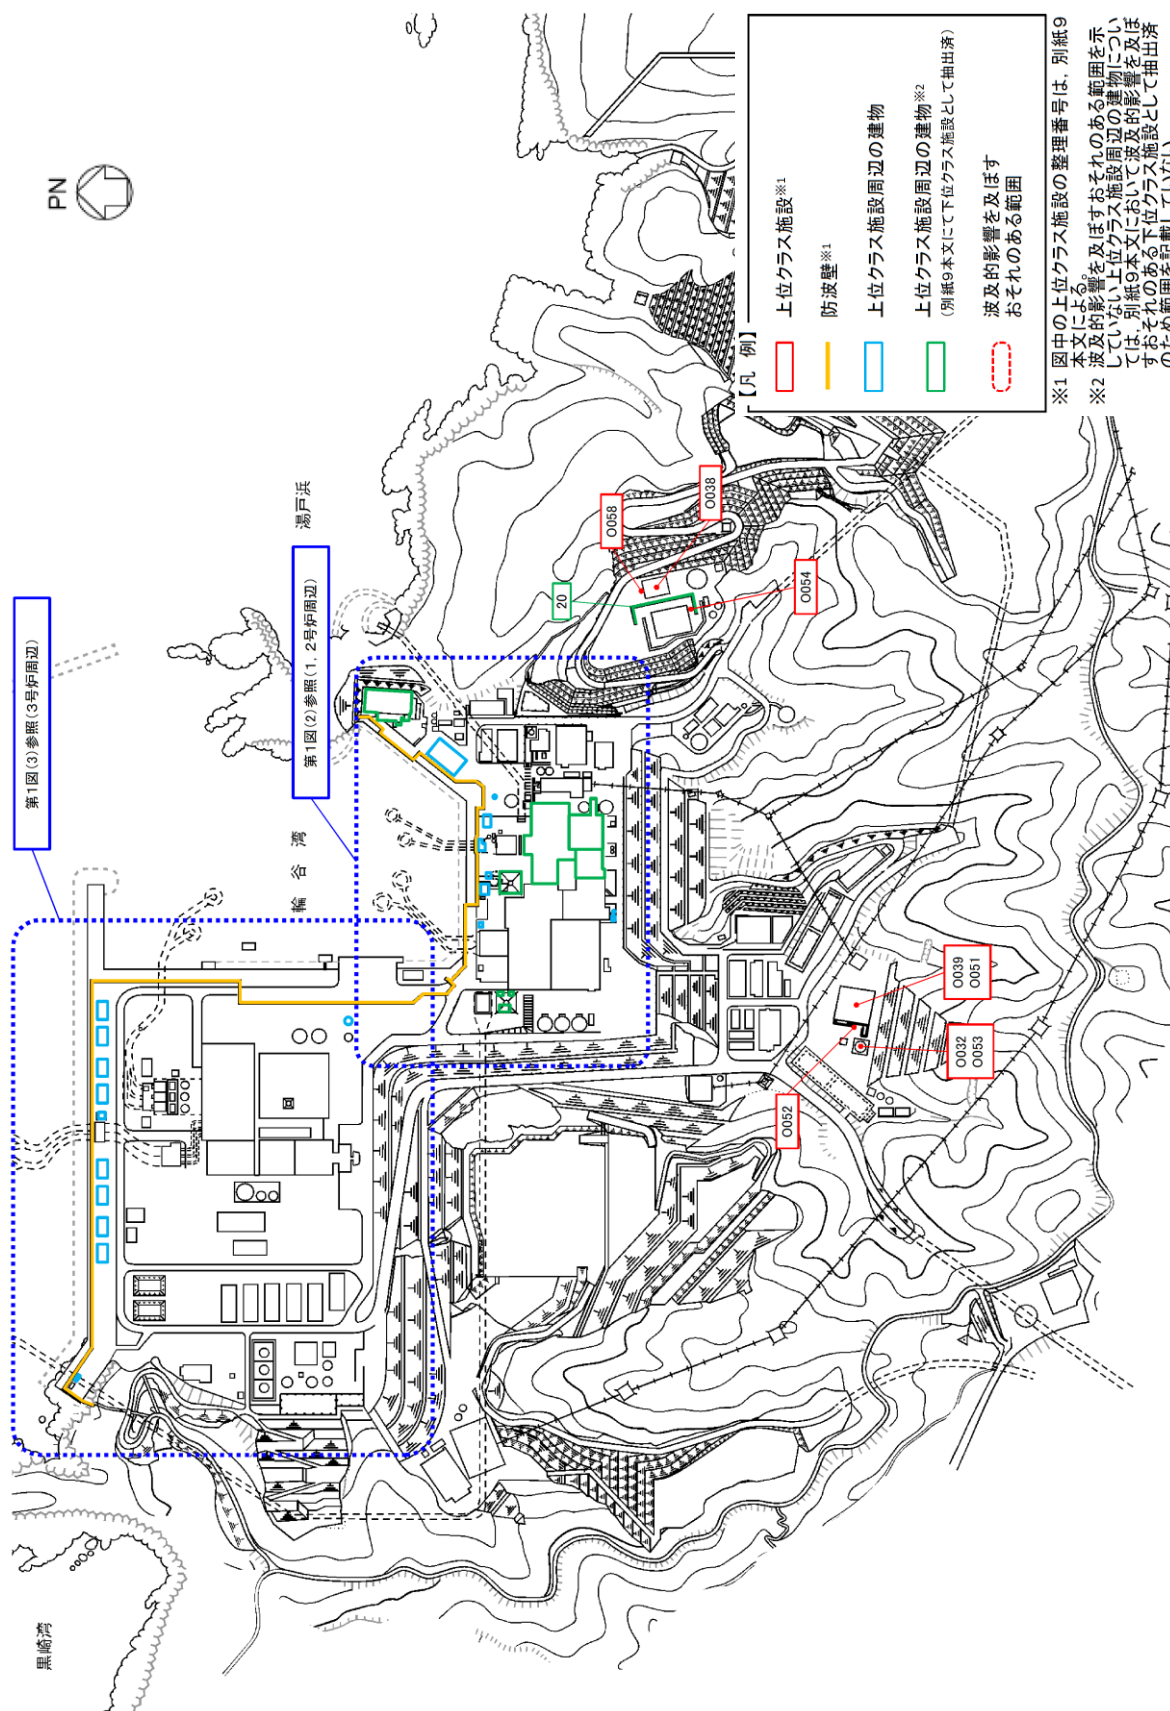 PN
黒崎湾
輪谷湾
湯戸浜
第1図(3)参照(3号炉周辺)
第1図(2)参照(1, 2号炉周辺)
O058
O038
20
O054
O039
O051
O032
O053
O052
【凡 例】
上位クラス施設※1
防波壁※1
上位クラス施設周辺の建物
上位クラス施設周辺の建物※2
(別紙9本文にて下位クラス施設として抽出済)
波及的影響を及ぼす
おそれのある範囲
※1 図中の上位クラス施設の整理番号は，別紙9
本文による。
※2 波及的影響を及ぼすおそれのある範囲を示
していない上位クラス施設周辺の建物につい
ては，別紙9本文において波及的影響を及ぼ
すおそれのある下位クラス施設として抽出済
のため範囲を記載していない